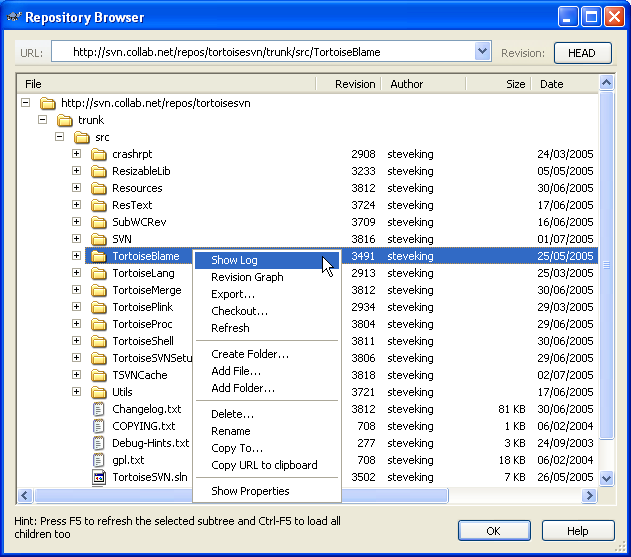 Repository Browser
URL: http://svn.collab.net/repos/tortoisesvn/trunk/src/TortoiseBlame Revision: HEAD
File Revision Author Size Date
http://svn.collab.net/repos/tortoisesvn
trunk
src
crashrpt 2908 steveking 24/03/2005
ResizableLib 3233 steveking 05/05/2005
Resources 3812 steveking 30/06/2005
ResText 3724 steveking 17/06/2005
SubWCRev 3709 steveking 16/06/2005
SVN 3816 steveking 01/07/2005
TortoiseBlame 3491 steveking 25/05/2005
TortoiseLang 2913 steveking 25/03/2005
TortoiseMerge 3812 steveking 30/06/2005
TortoisePlink 2934 steveking 29/03/2005
TortoiseProc 3804 steveking 29/06/2005
TortoiseShell 3811 steveking 30/06/2005
TortoiseSVNSetu 3806 steveking 29/06/2005
TSVNCache 3818 steveking 02/07/2005
Utils 3721 steveking 17/06/2005
Changelog.txt 3812 steveking 81 KB 30/06/2005
COPYING.txt 708 steveking 1 KB 06/02/2004
Debug-Hints.txt 277 steveking 3 KB 24/09/2003
gpl.txt 708 steveking 18 KB 06/02/2004
TortoiseSVN.sln 3502 steveking 7 KB 26/05/2005
Show Log
Revision Graph
Export...
Checkout...
Refresh
Create Folder...
Add File...
Add Folder...
Delete...
Rename
Copy To...
Copy URL to clipboard
Show Properties
Hint: Press F5 to refresh the selected subtree and Ctrl-F5 to load all
children too
OK Help